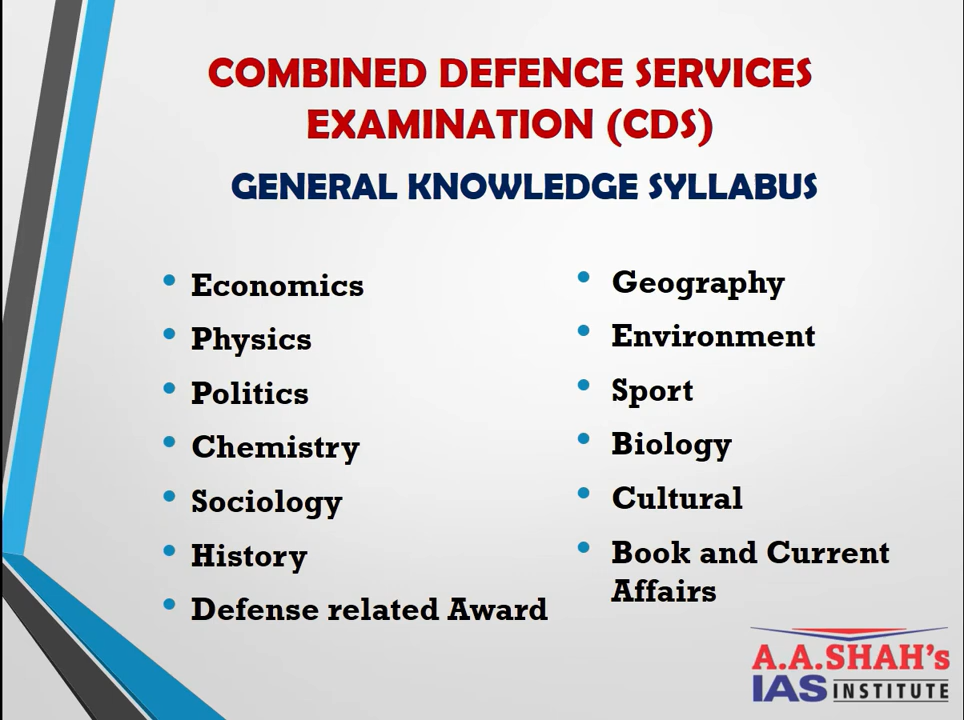 COMBINED DEFENCE SERVICES
EXAMINATION (CDS)
GENERAL KNOWLEDGE SYLLABUS
• Economics
• Physics
• Politics
• Chemistry
• Sociology
• History
• Defense related Award
• Geography
• Environment
• Sport
• Biology
• Cultural
• Book and Current
Affairs
A.A.SHAH's
IAS INSTITUTE